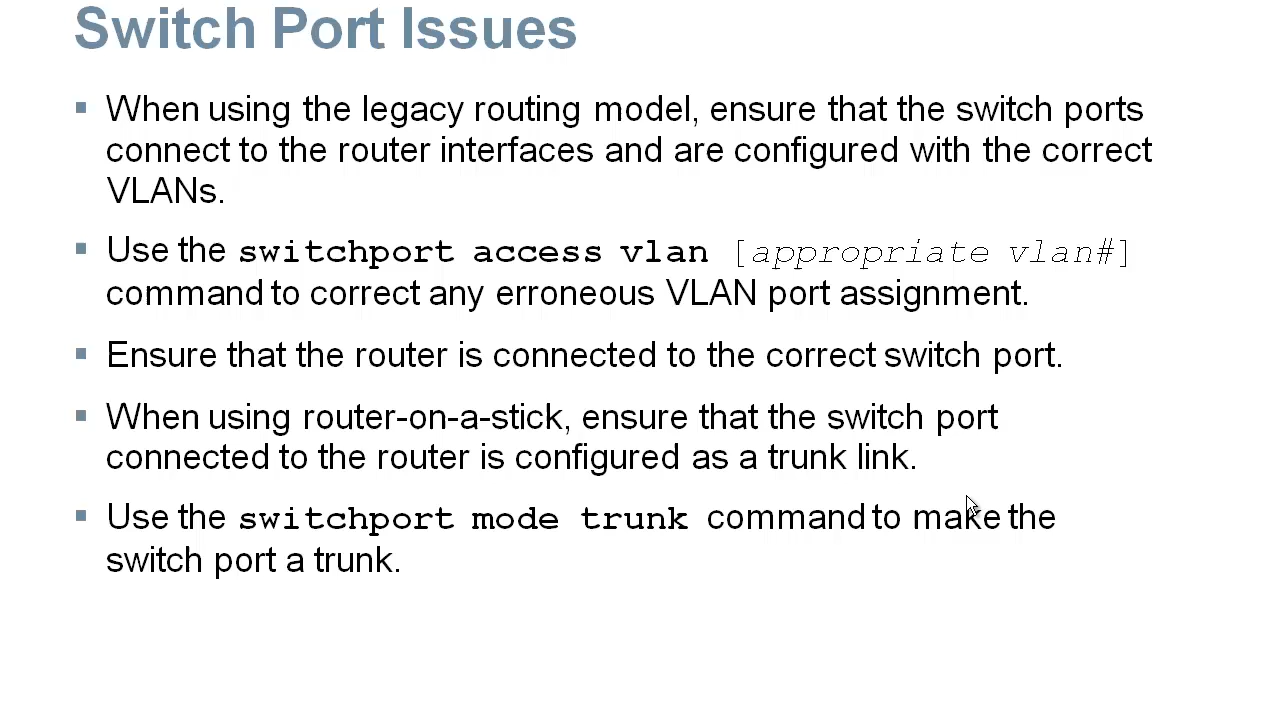 Switch Port Issues
▪ When using the legacy routing model, ensure that the switch ports
connect to the router interfaces and are configured with the correct
VLANs.
▪ Use the switchport access vlan [appropriate vlan#]
command to correct any erroneous VLAN port assignment.
▪ Ensure that the router is connected to the correct switch port.
▪ When using router-on-a-stick, ensure that the switch port
connected to the router is configured as a trunk link.
▪ Use the switchport mode trunk command to make the
switch port a trunk.